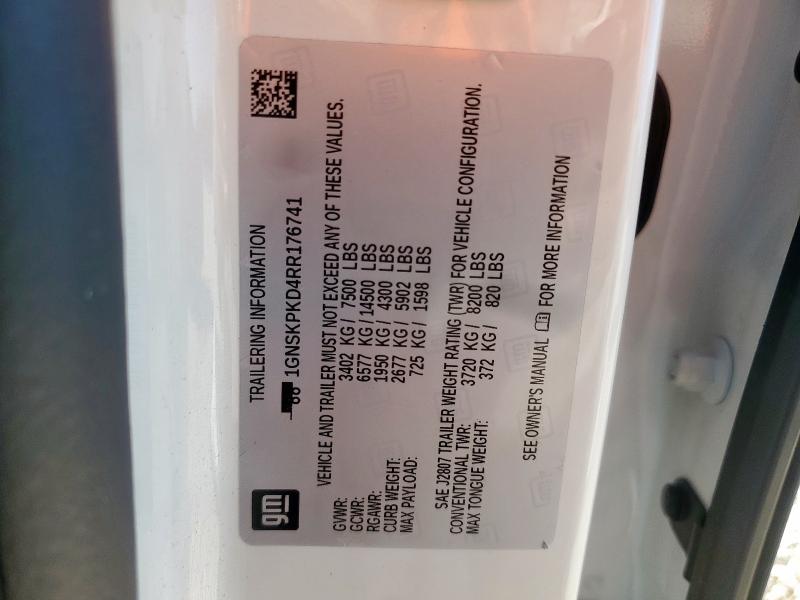 gm
TRAILERING INFORMATION
1GNSKPKD4RR176741
VEHICLE AND TRAILER MUST NOT EXCEED ANY OF THESE VALUES.
GVWR: 3402 KG / 7500 LBS
GCWR: 6577 KG / 14500 LBS
RGAWR: 1950 KG / 4300 LBS
CURB WEIGHT: 2677 KG / 5902 LBS
MAX PAYLOAD: 725 KG / 1598 LBS
SAE J2807 TRAILER WEIGHT RATING (TWR) FOR VEHICLE CONFIGURATION.
CONVENTIONAL TWR: 3720 KG / 8200 LBS
MAX TONGUE WEIGHT: 372 KG / 820 LBS
SEE OWNER'S MANUAL FOR MORE INFORMATION